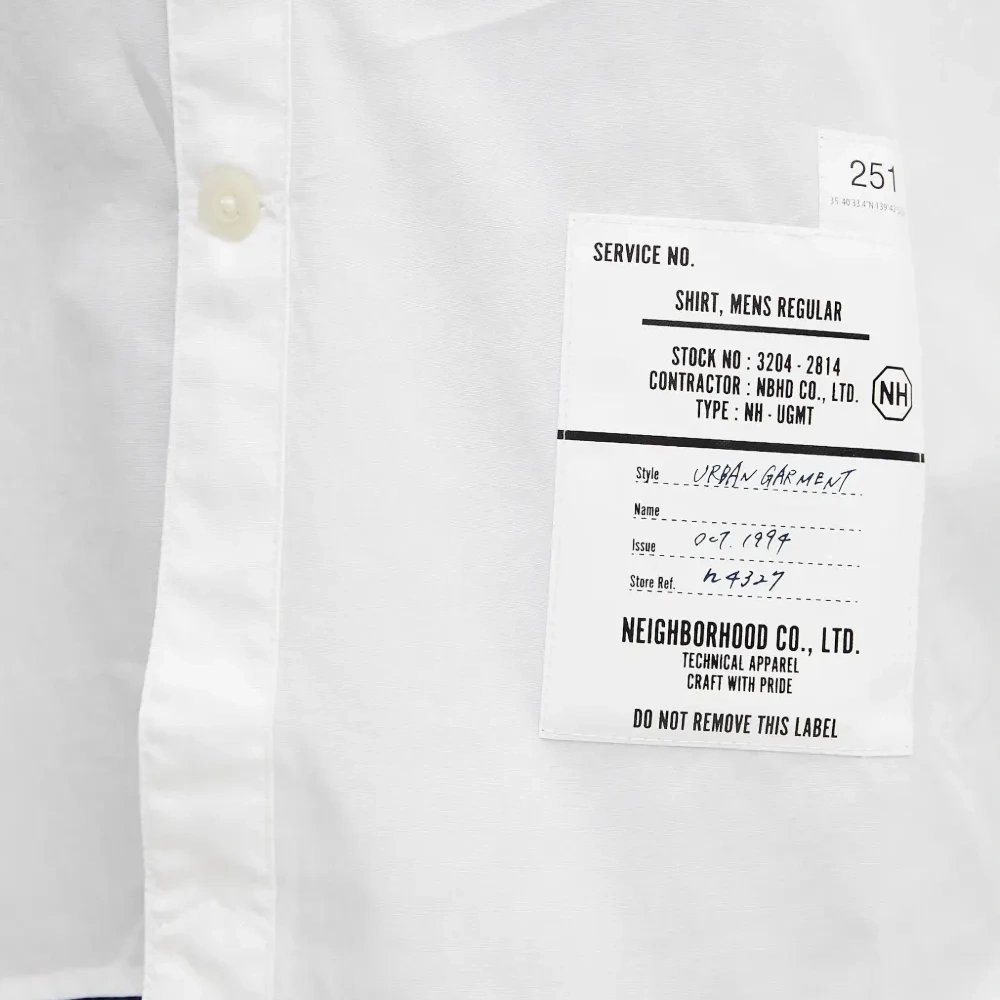 251
SERVICE NO.
SHIRT, MENS REGULAR
STOCK NO : 3204 - 2814
CONTRACTOR : NBHD CO., LTD.
TYPE : NH - UGMT
NH
Style URBAN GARMENT
Name
Issue OCT. 1994
Store Ref. h4327
NEIGHBORHOOD CO., LTD.
TECHNICAL APPAREL
CRAFT WITH PRIDE
DO NOT REMOVE THIS LABEL